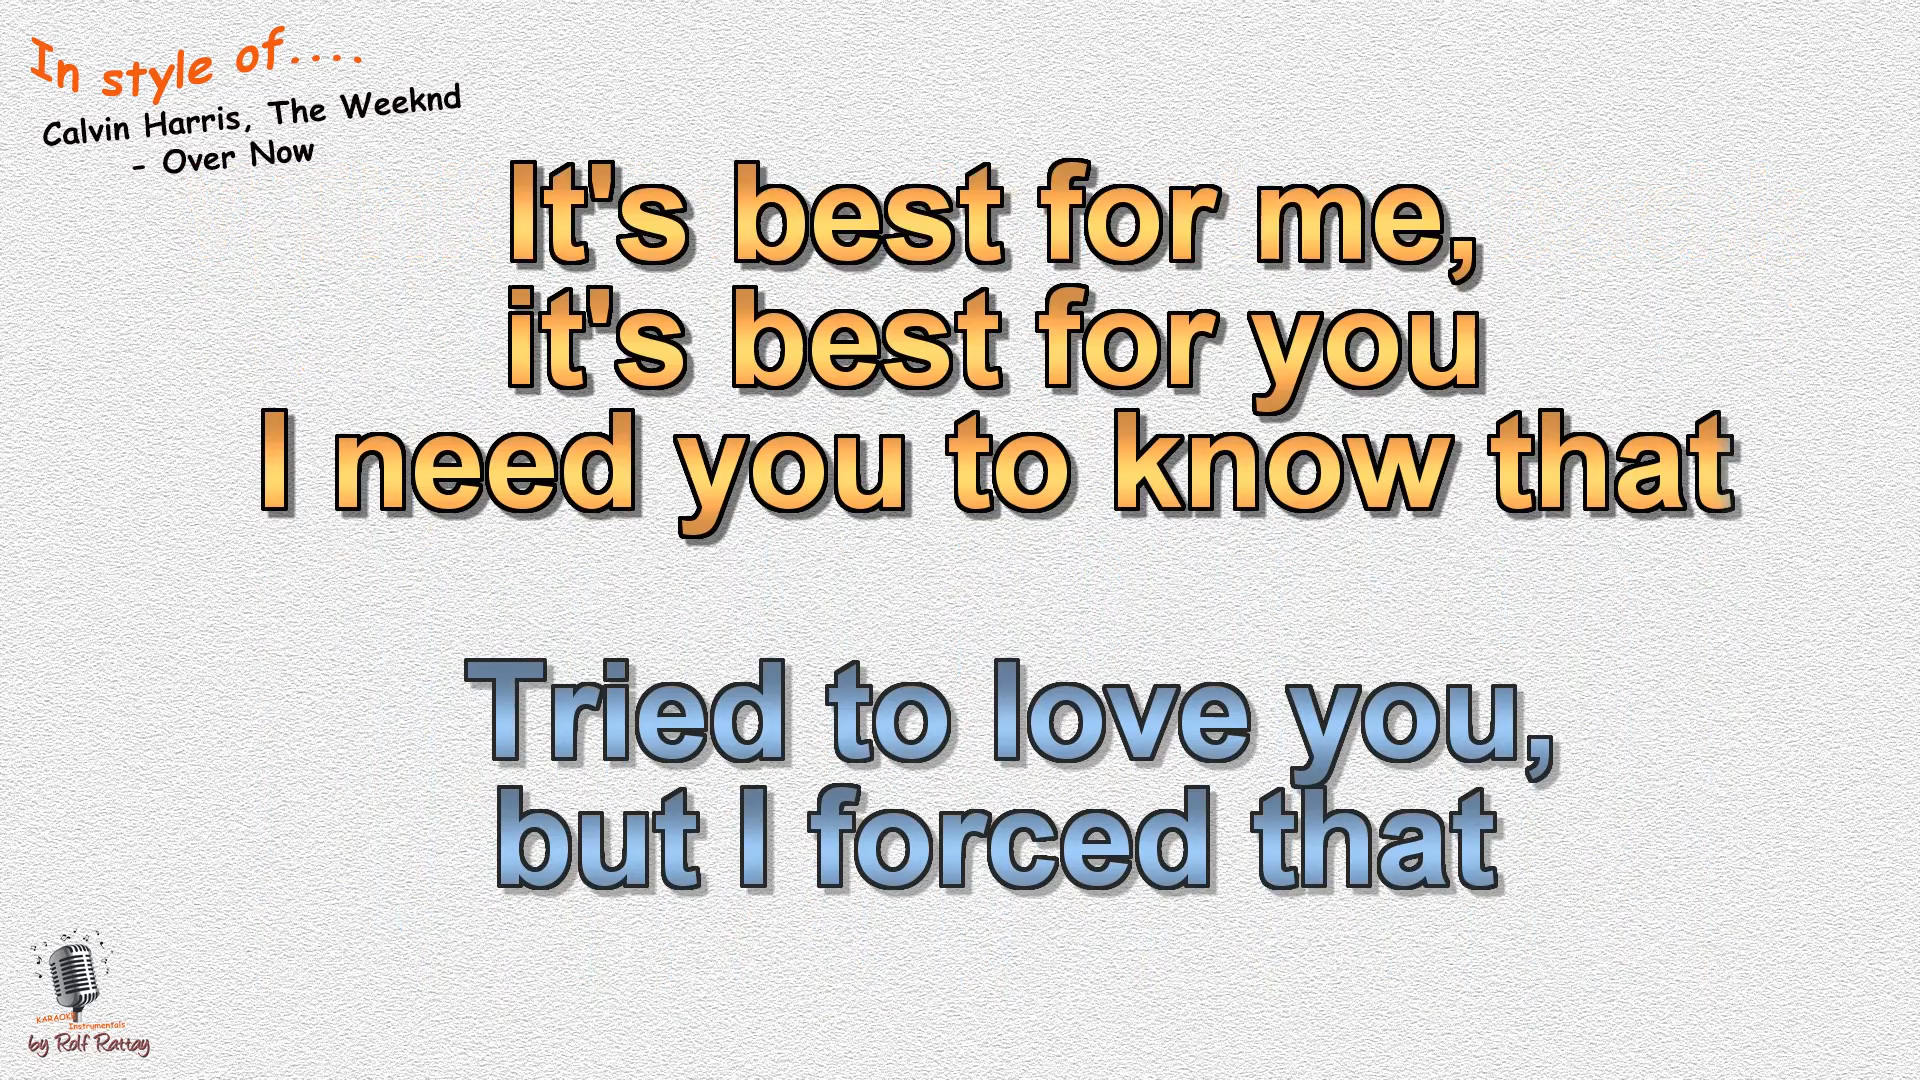 In style of....
Calvin Harris, The Weeknd
- Over Now
It's best for me,
it's best for you
I need you to know that
Tried to love you,
but I forced that
KARAOKE
Instrumentals
by Rolf Rattay